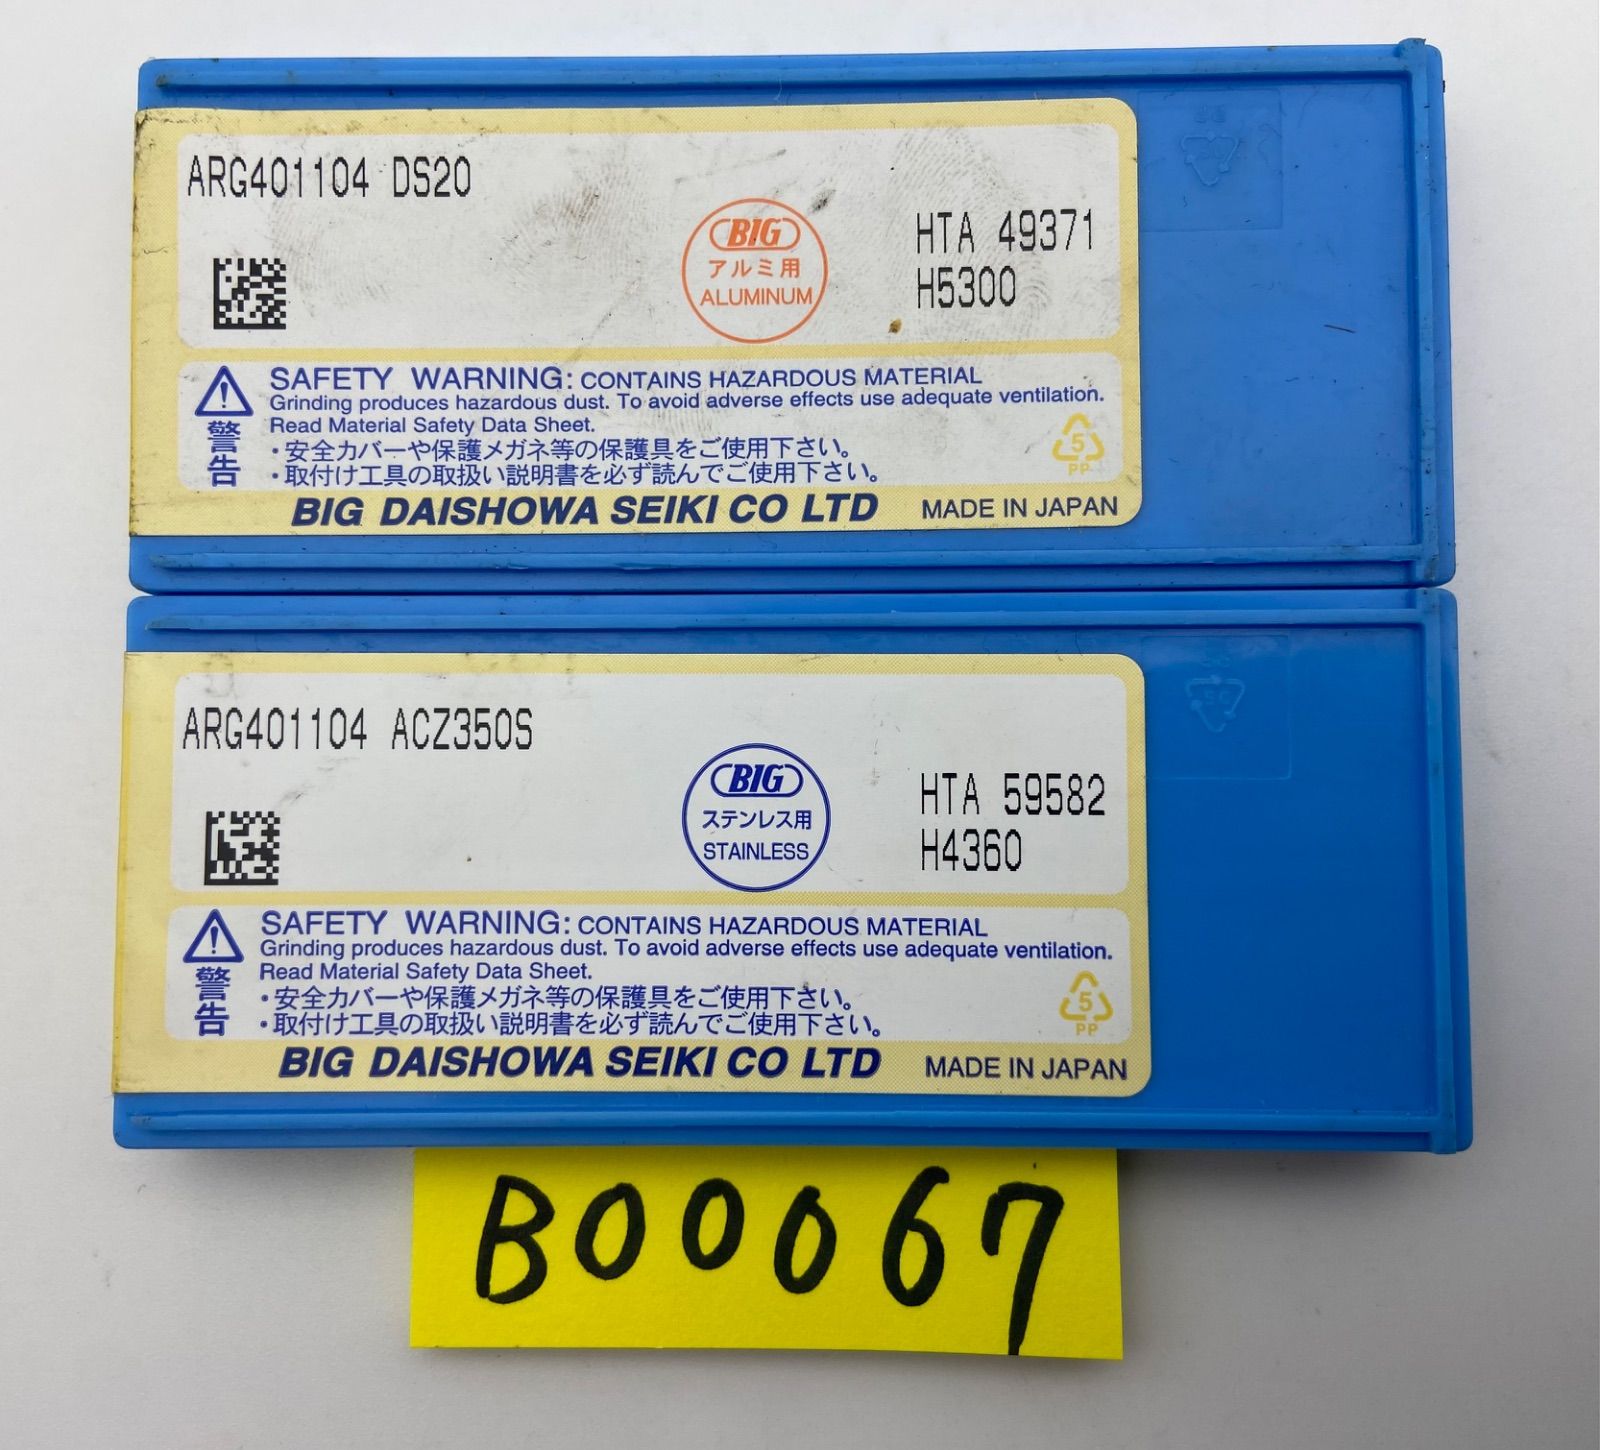 ARG401104 DS20
BIG
アルミ用
ALUMINUM
HTA 49371
H5300
SAFETY WARNING: CONTAINS HAZARDOUS MATERIAL
Grinding produces hazardous dust. To avoid adverse effects use adequate ventilation.
Read Material Safety Data Sheet.
警告
・安全カバーや保護メガネ等の保護具をご使用下さい。
・取付け工具の取扱い説明書を必ず読んでご使用下さい。
5
PP
BIG DAISHOWA SEIKI CO LTD MADE IN JAPAN
ARG401104 ACZ350S
BIG
ステンレス用
STAINLESS
HTA 59582
H4360
SAFETY WARNING: CONTAINS HAZARDOUS MATERIAL
Grinding produces hazardous dust. To avoid adverse effects use adequate ventilation.
Read Material Safety Data Sheet.
警告
・安全カバーや保護メガネ等の保護具をご使用下さい。
・取付け工具の取扱い説明書を必ず読んでご使用下さい。
5
PP
BIG DAISHOWA SEIKI CO LTD MADE IN JAPAN
B00067